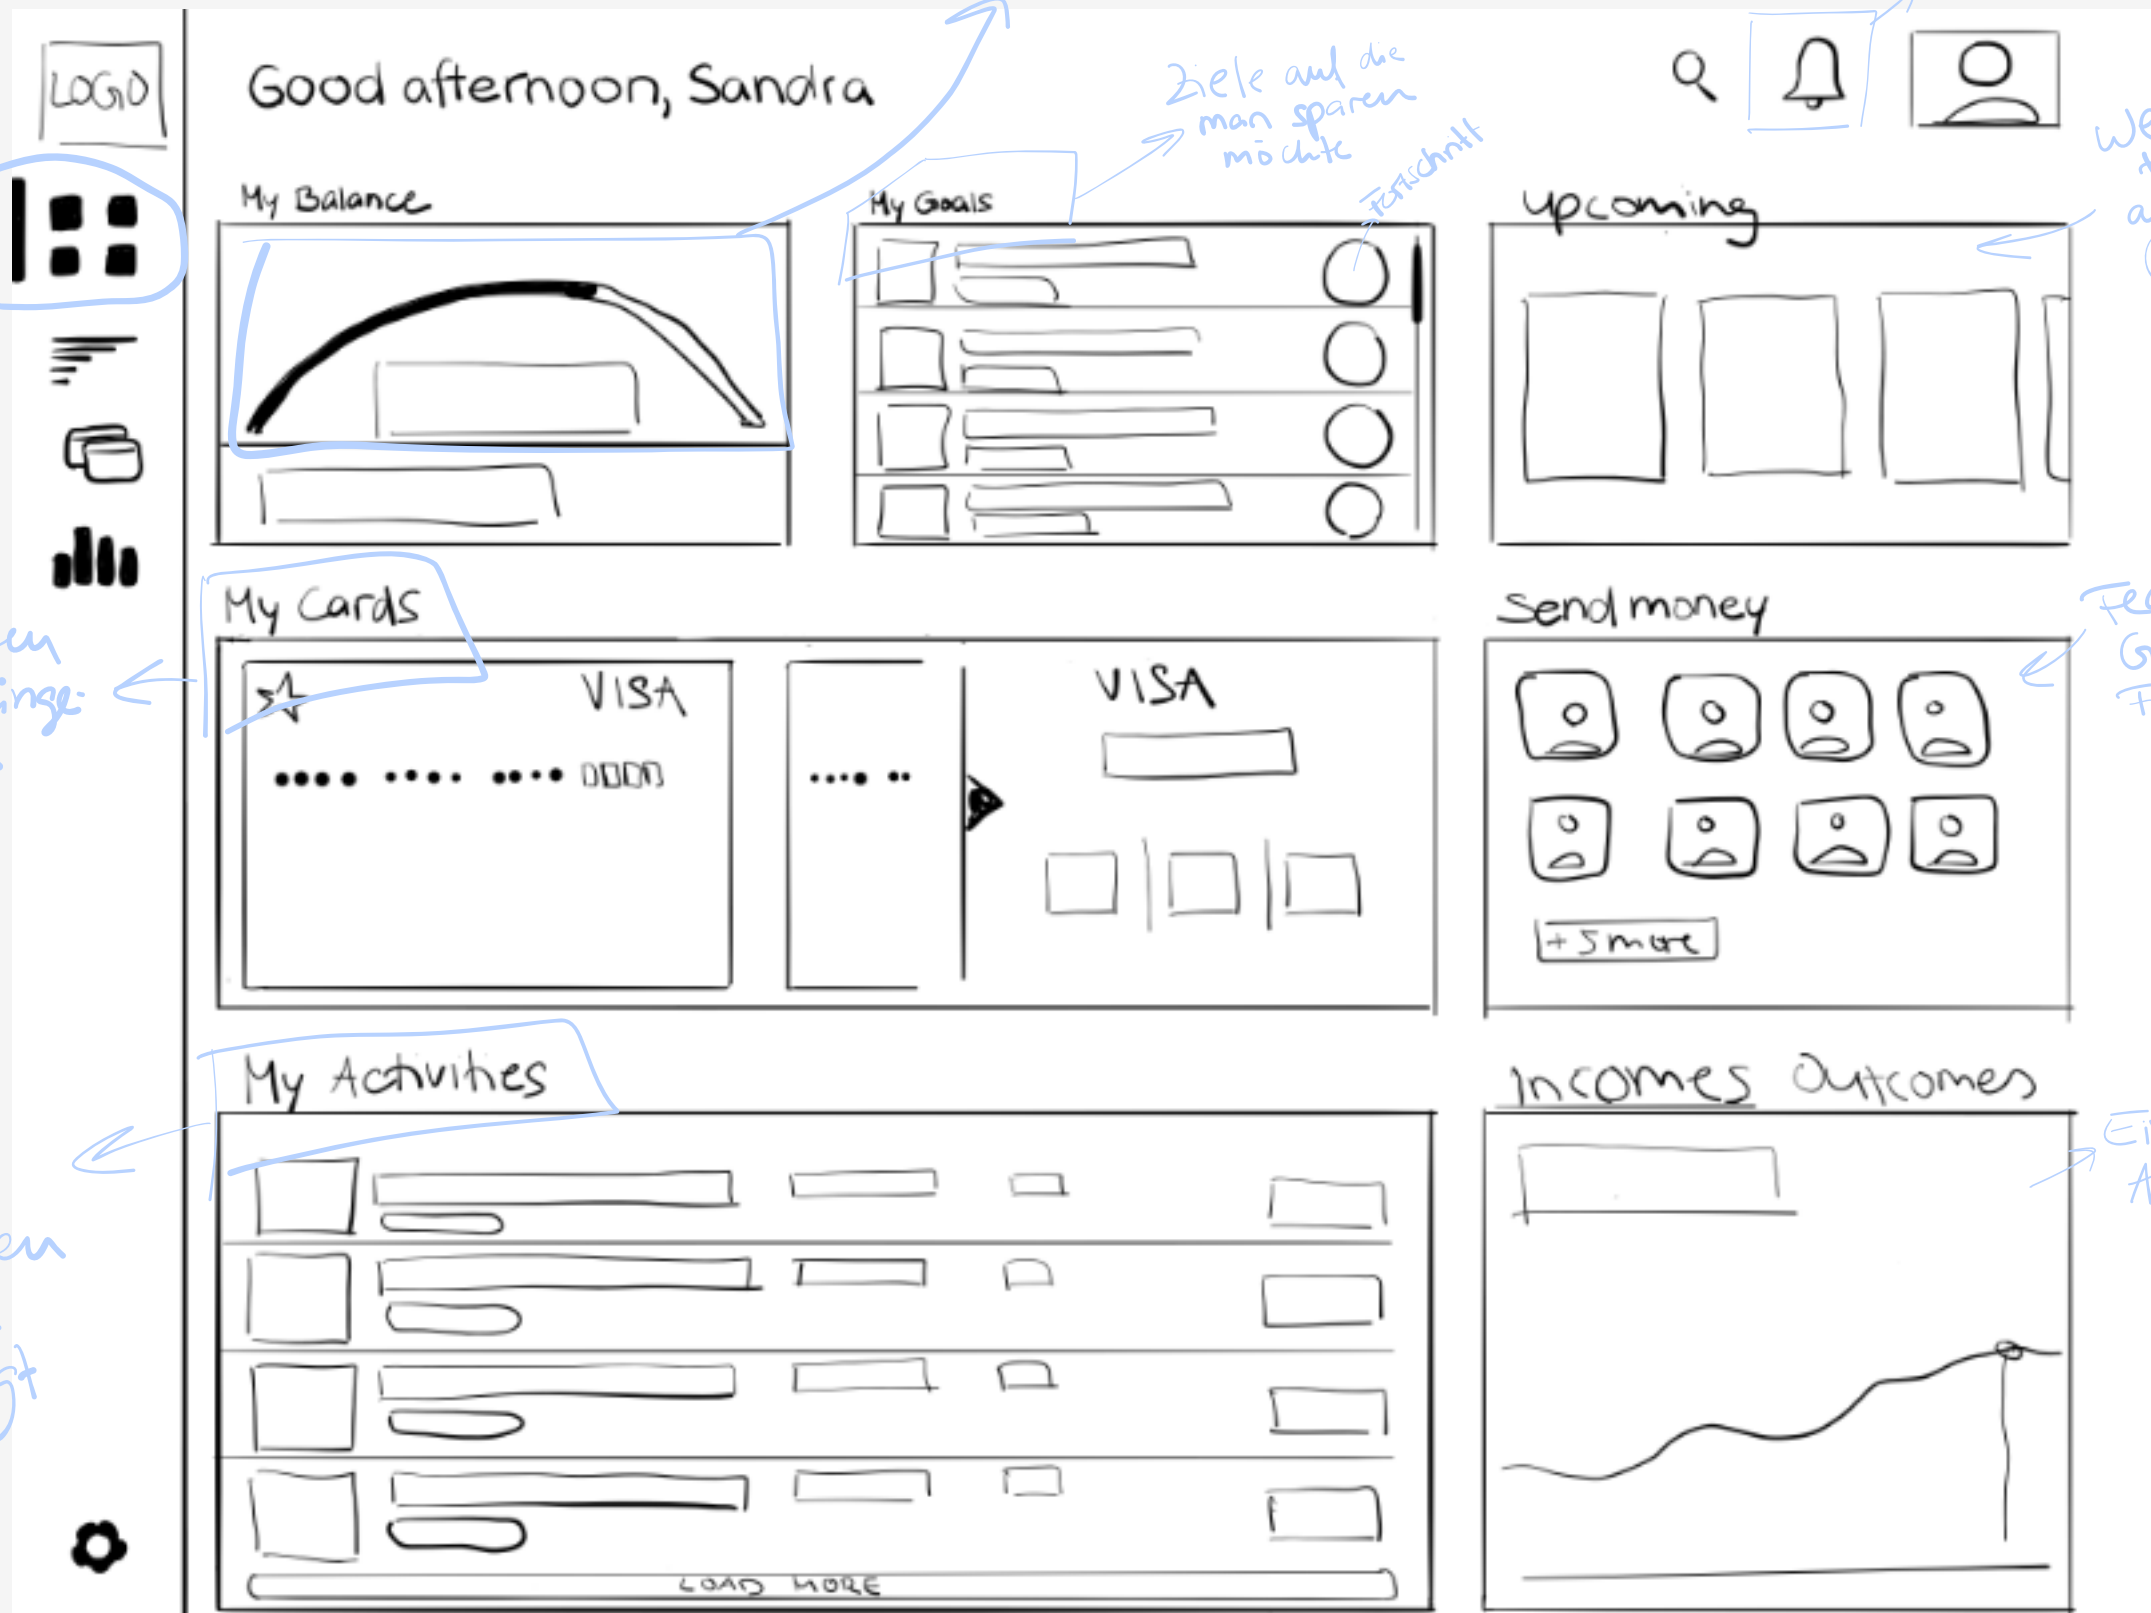 LOGO
Good afternoon, Sandra
Ziele auf die
man sparen
möchte
Fortschritt
My Balance
My Goals
Upcoming
My Cards
Send money
VISA
VISA
+ 5 more
My Activities
Incomes Outcomes
LOAD MORE